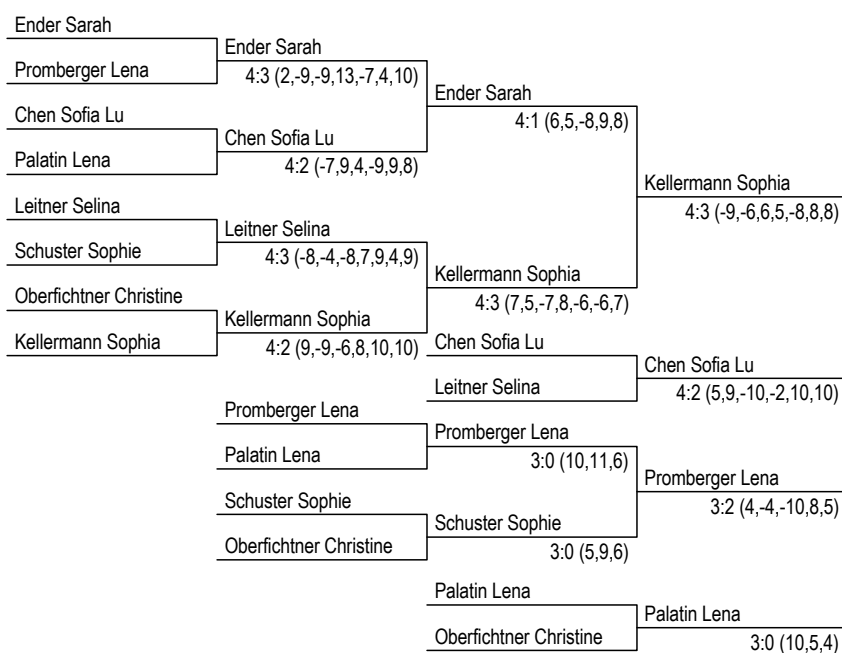 Ender Sarah
Promberger Lena
Chen Sofia Lu
Palatin Lena
Leitner Selina
Schuster Sophie
Oberfichtner Christine
Kellermann Sophia
Ender Sarah
4:3 (2,-9,-9,13,-7,4,10)
Chen Sofia Lu
4:2 (-7,9,4,-9,9,8)
Leitner Selina
4:3 (-8,-4,-8,7,9,4,9)
Kellermann Sophia
4:2 (9,-9,-6,8,10,10)
Ender Sarah
4:1 (6,5,-8,9,8)
Kellermann Sophia
4:3 (7,5,-7,8,-6,-6,7)
Kellermann Sophia
4:3 (-9,-6,6,5,-8,8,8)
Chen Sofia Lu
Leitner Selina
Chen Sofia Lu
4:2 (5,9,-10,-2,10,10)
Promberger Lena
Palatin Lena
Schuster Sophie
Oberfichtner Christine
Promberger Lena
3:0 (10,11,6)
Schuster Sophie
3:0 (5,9,6)
Promberger Lena
3:2 (4,-4,-10,8,5)
Palatin Lena
Oberfichtner Christine
Palatin Lena
3:0 (10,5,4)